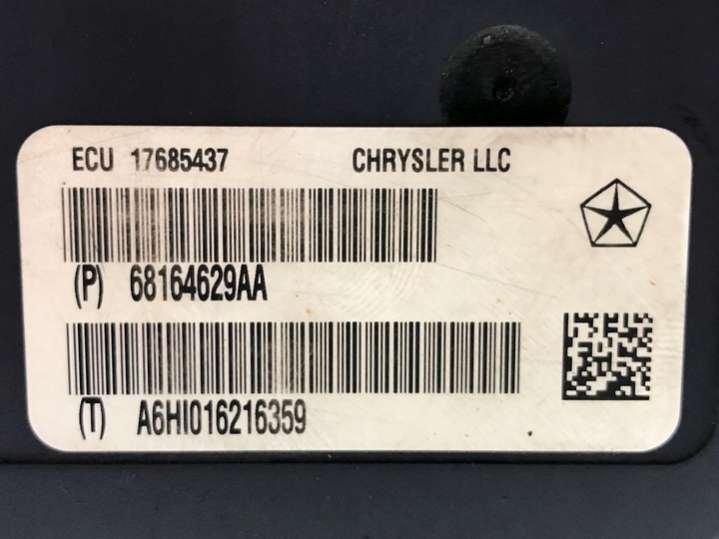 ECU 17685437 CHRYSLER LLC
(P) 68164629AA
(T) A6HI016216359